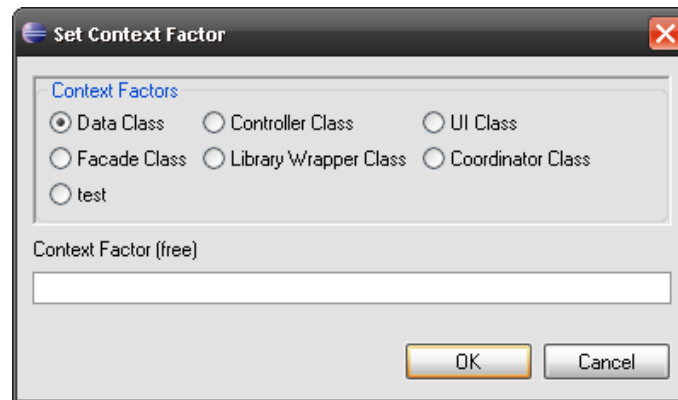 Set Context Factor
Context Factors
Data Class Controller Class UI Class
Facade Class Library Wrapper Class Coordinator Class
test
Context Factor (free)
OK Cancel